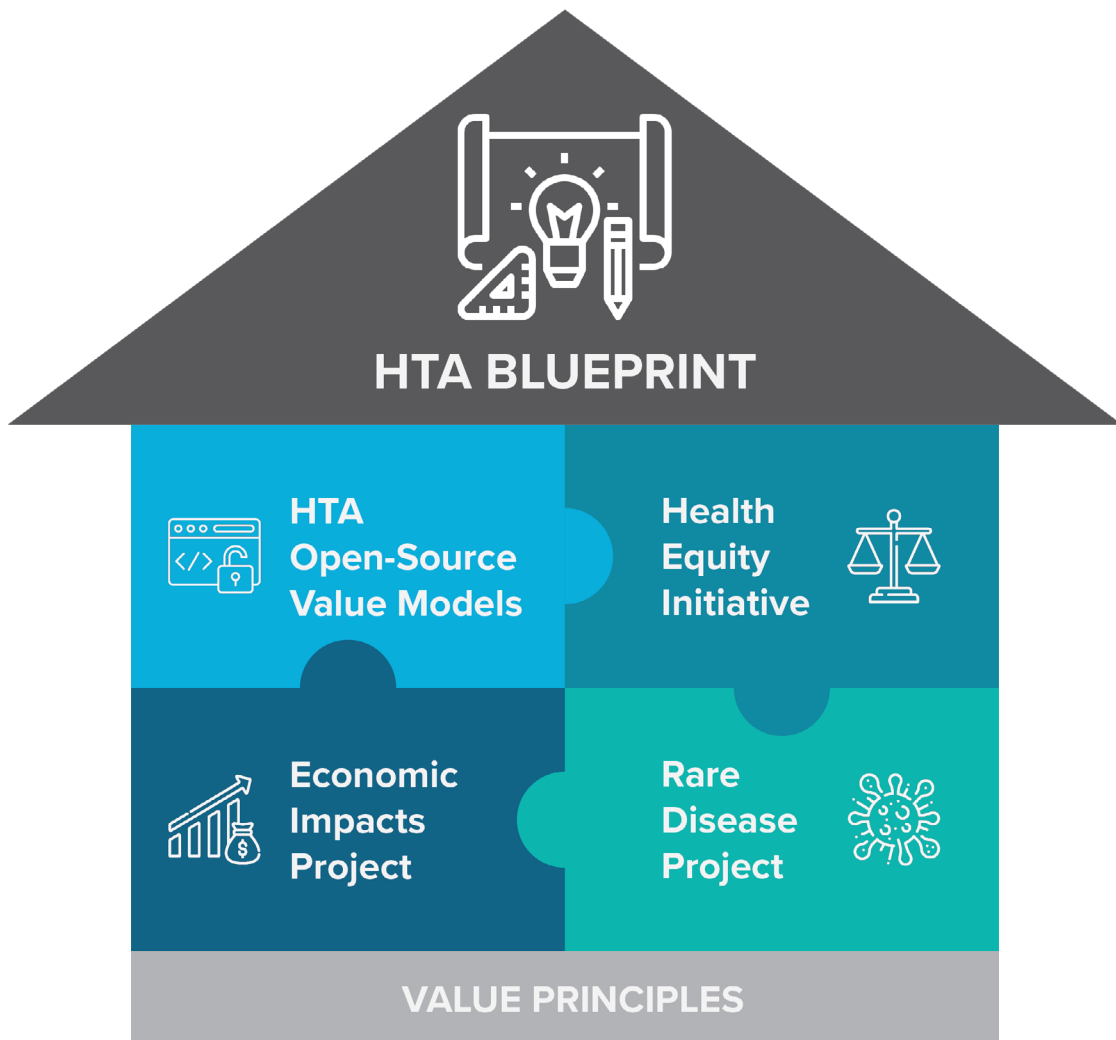 HTA BLUEPRINT
HTA
Open-Source
Value Models
Health
Equity
Initiative
Economic
Impacts
Project
Rare
Disease
Project
VALUE PRINCIPLES